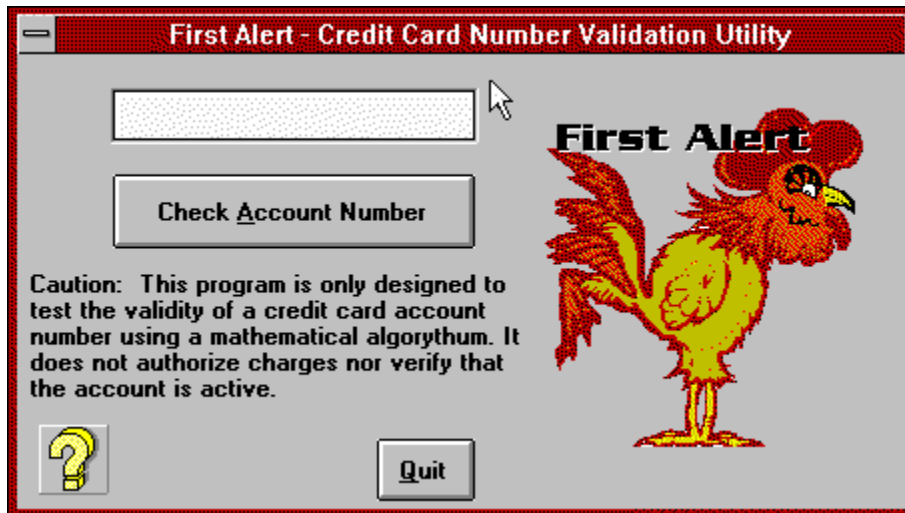 First Alert - Credit Card Number Validation Utility
First Alert
Check Account Number
Caution:  This program is only designed to
test the validity of a credit card account
number using a mathematical algorythum. It
does not authorize charges nor verify that
the account is active.
Quit